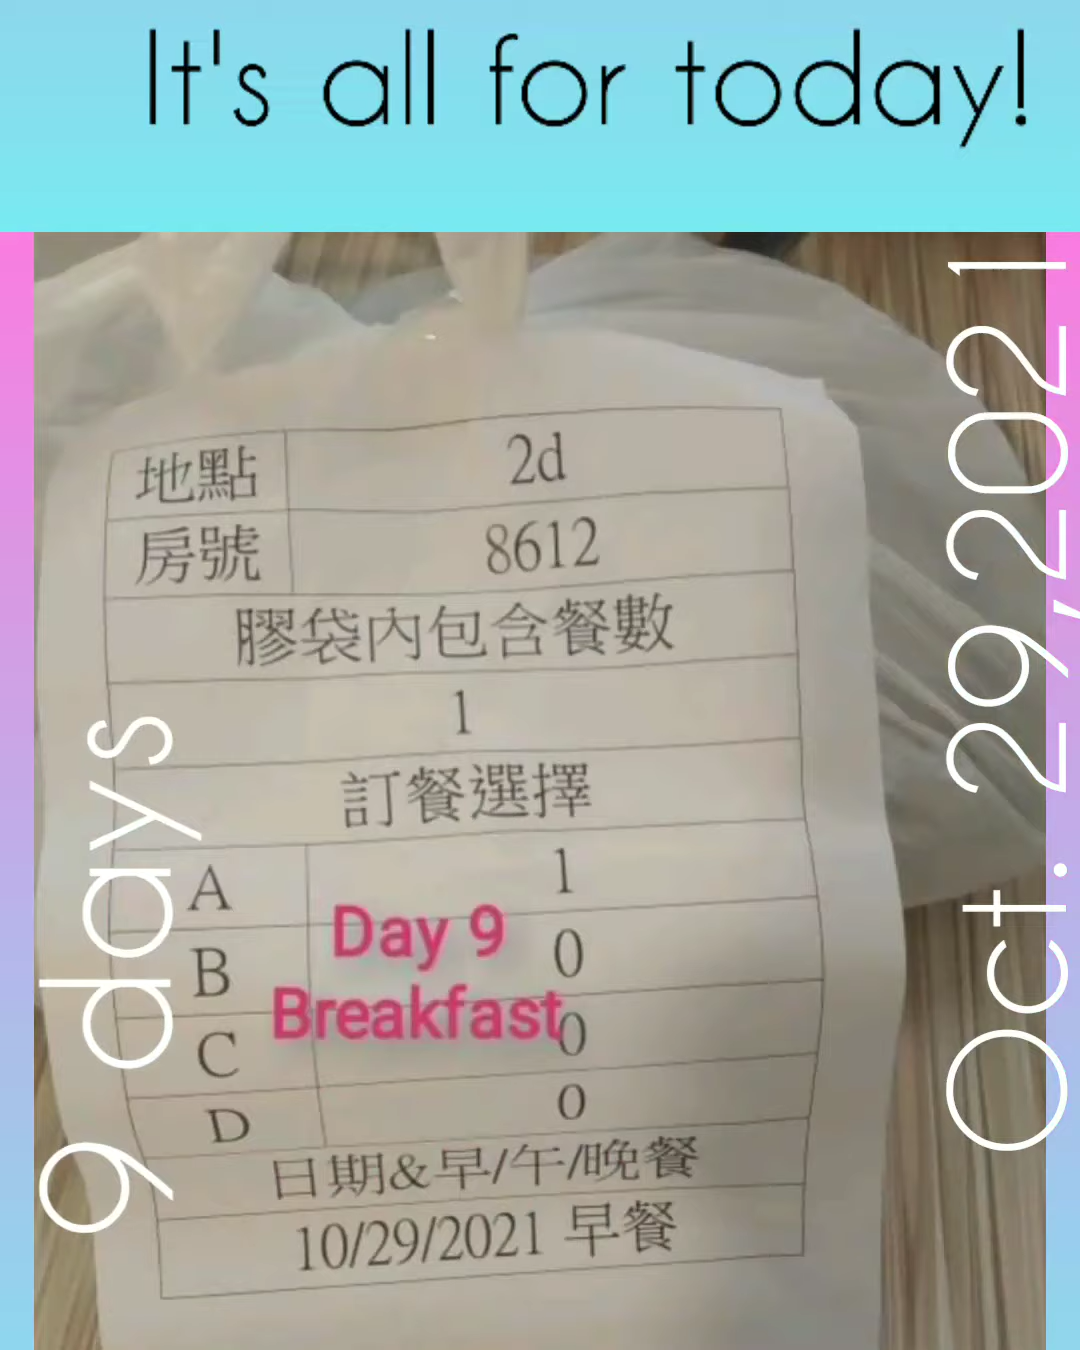 It's all for today!
地點 2d
房號 8612
膠袋內包含餐數
1
訂餐選擇
A 1
B 0
C 0
D 0
日期&早/午/晚餐
10/29/2021 早餐
Day 9
Breakfast
9 days
Oct. 29,2021